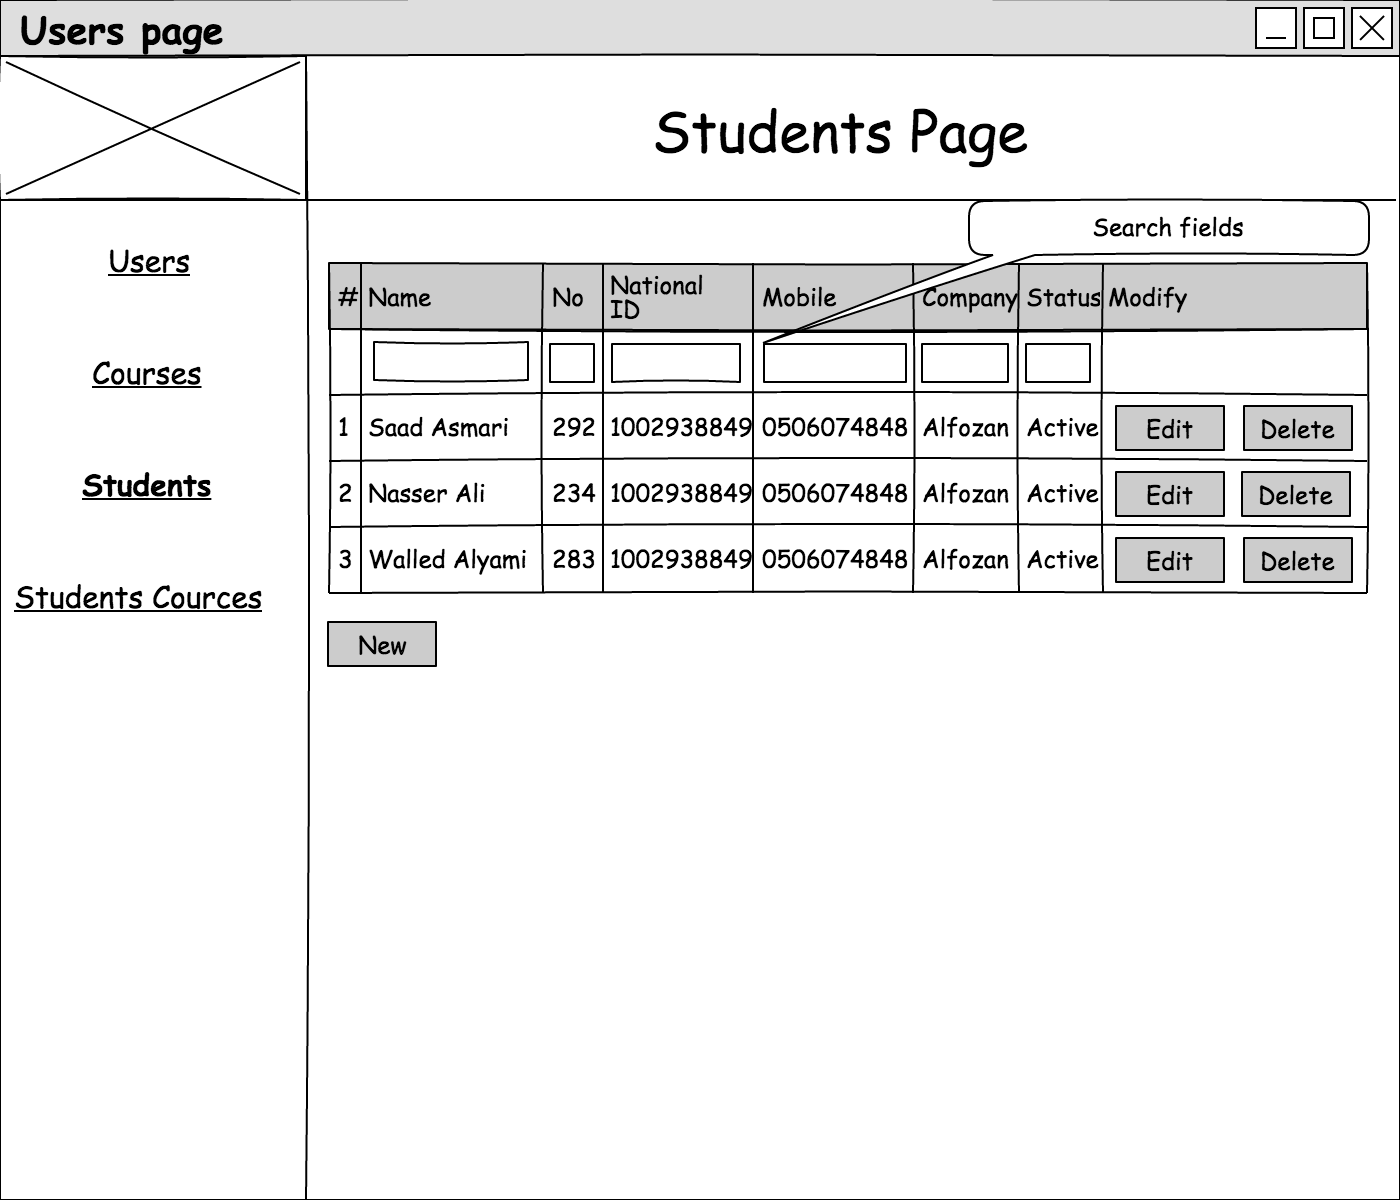 Users page
Students Page
Users
Courses
Students
Students Cources
Search fields
# Name No National ID Mobile Company Status Modify
1 Saad Asmari 292 1002938849 0506074848 Alfozan Active Edit Delete
2 Nasser Ali 234 1002938849 0506074848 Alfozan Active Edit Delete
3 Walled Alyami 283 1002938849 0506074848 Alfozan Active Edit Delete
New